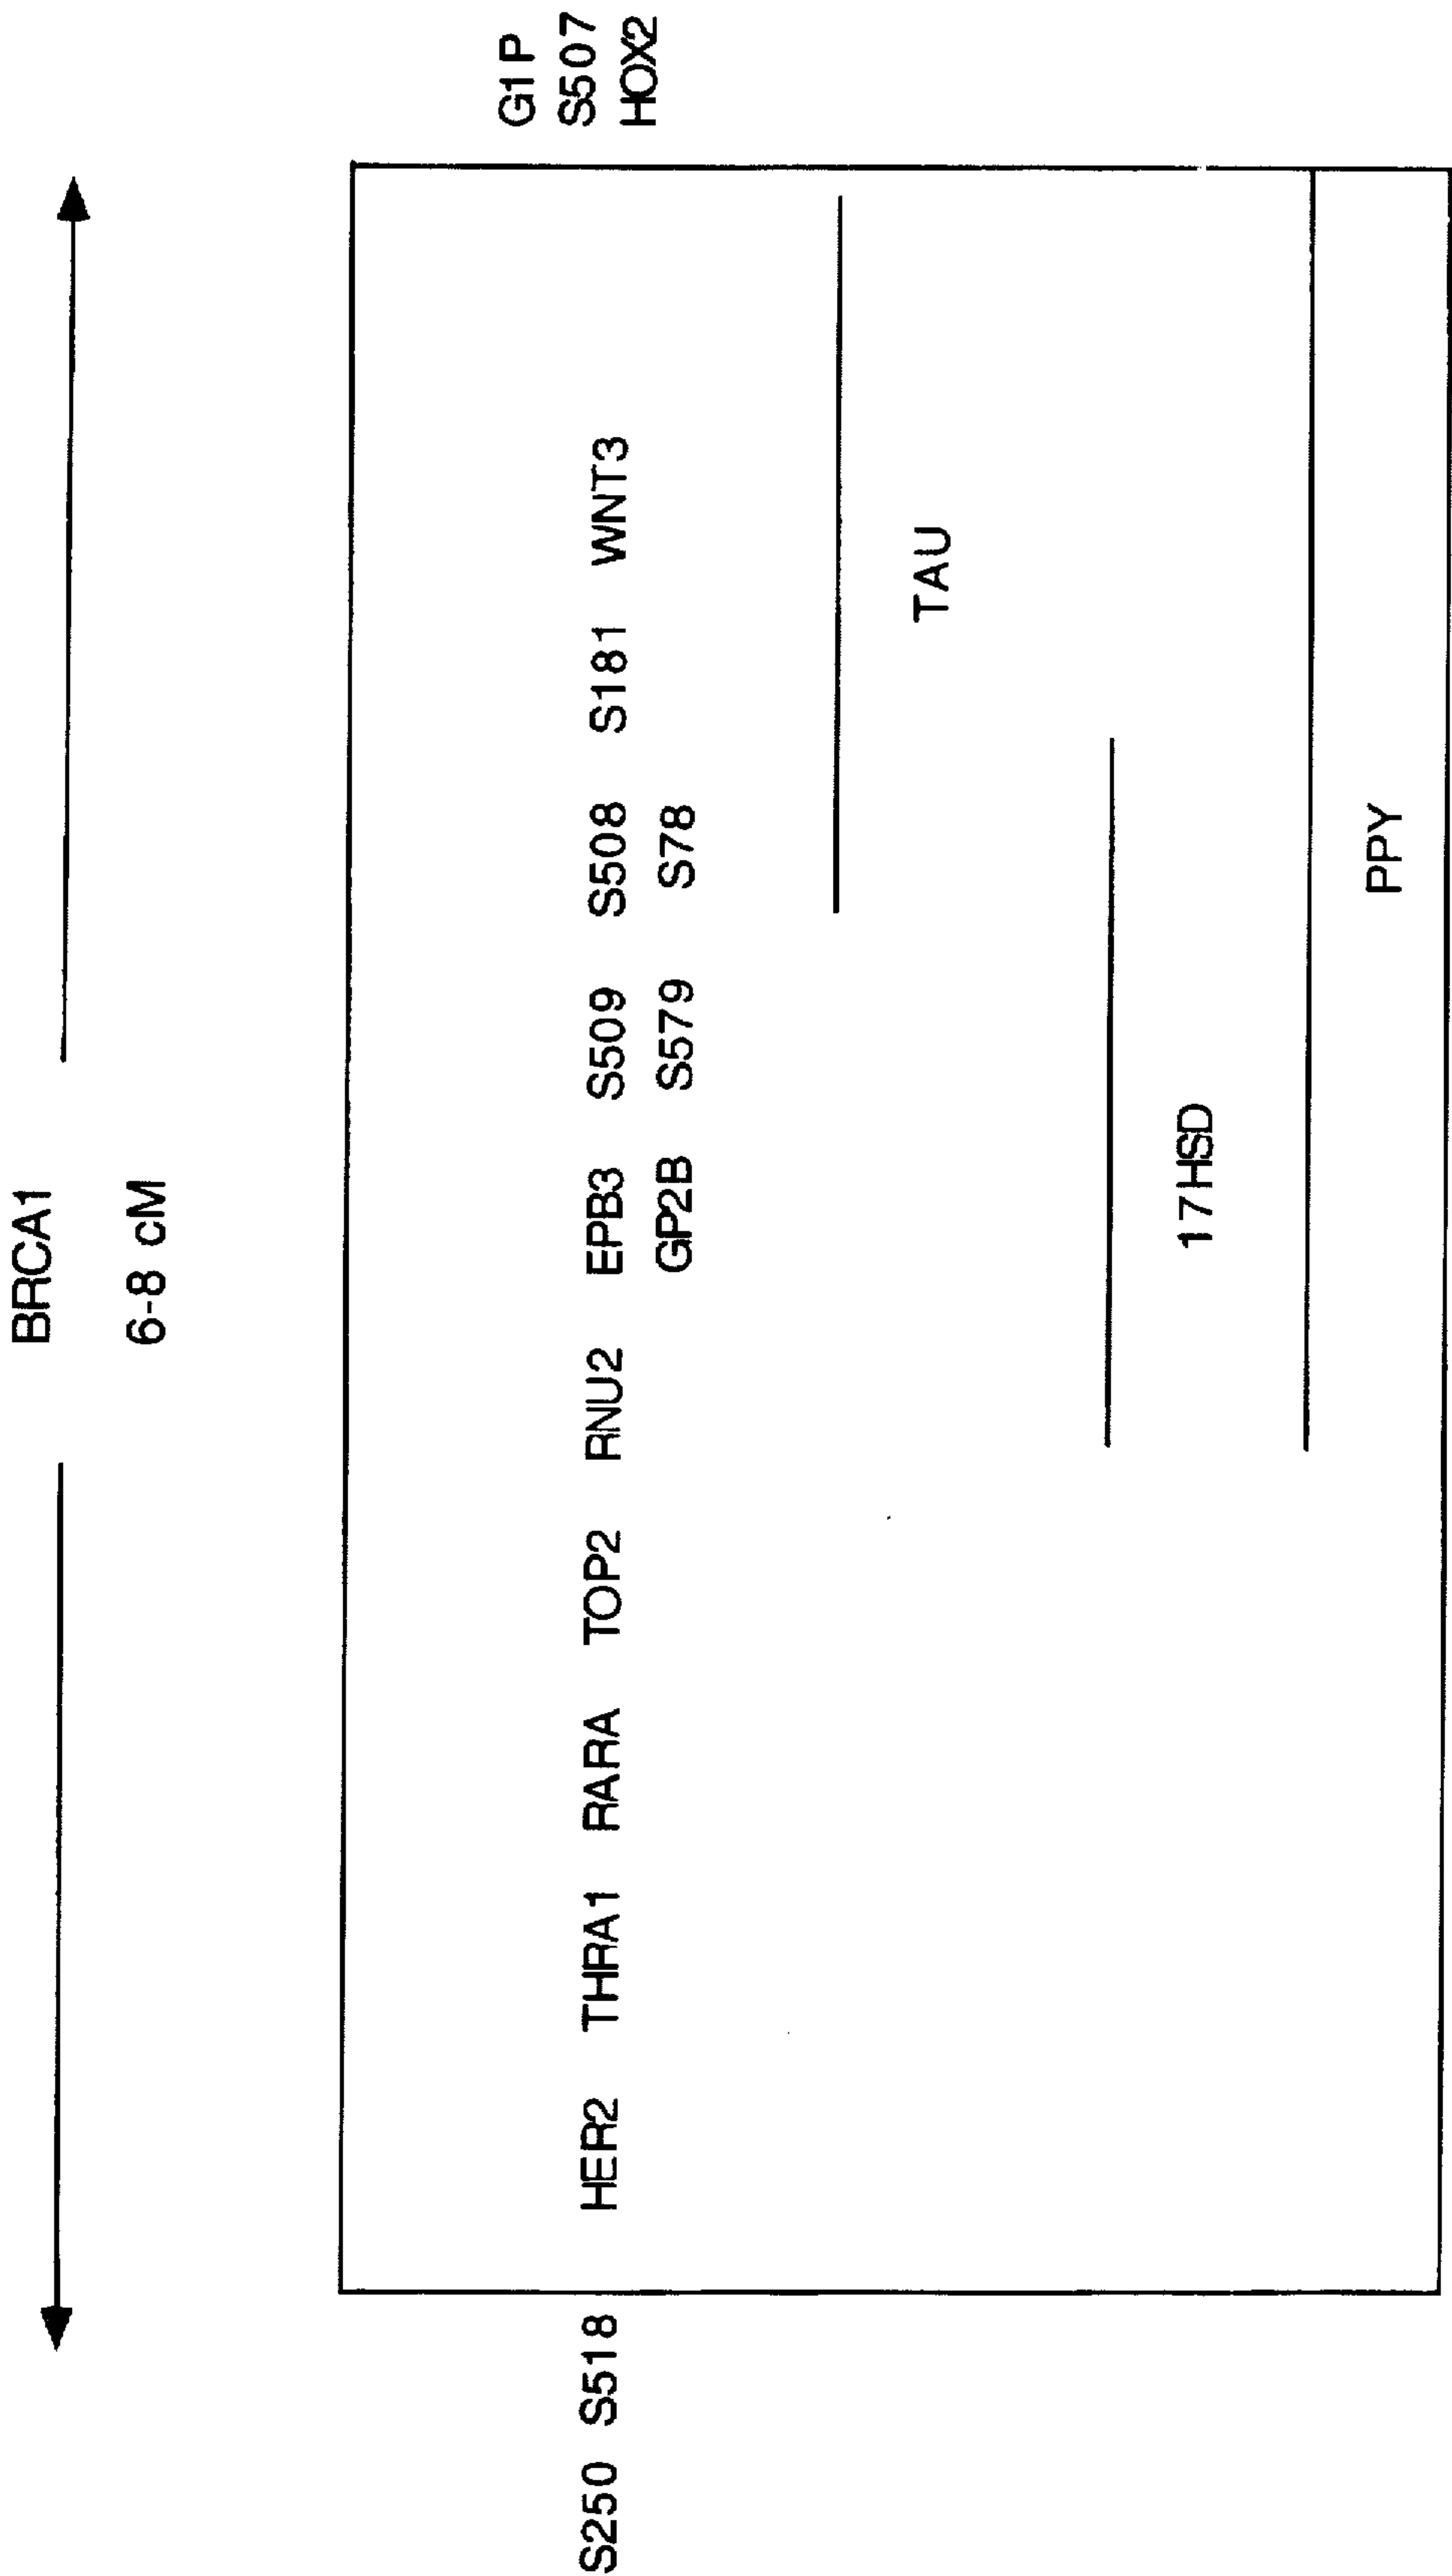 BRCA1
6-8 cM
G1P
S507
HOX2
S250 S518 HER2 THRA1 RARA TOP2 RNU2 EPB3 S509 S508 S181 WNT3
GP2B S579 S78
TAU
17HSD
PPY